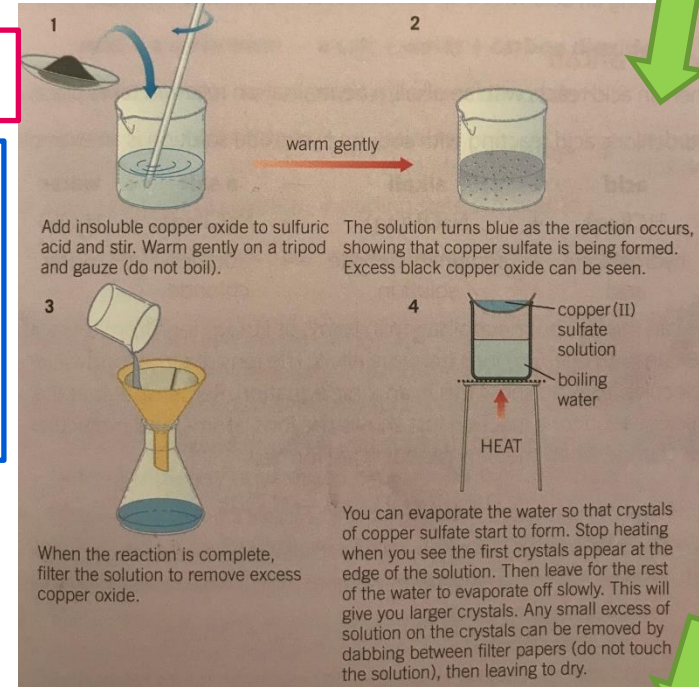 1
2
warm gently
Add insoluble copper oxide to sulfuric
acid and stir. Warm gently on a tripod
and gauze (do not boil).
The solution turns blue as the reaction occurs,
showing that copper sulfate is being formed.
Excess black copper oxide can be seen.
3
4
copper (II)
sulfate
solution
boiling
water
HEAT
When the reaction is complete,
filter the solution to remove excess
copper oxide.
You can evaporate the water so that crystals
of copper sulfate start to form. Stop heating
when you see the first crystals appear at the
edge of the solution. Then leave for the rest
of the water to evaporate off slowly. This will
give you larger crystals. Any small excess of
solution on the crystals can be removed by
dabbing between filter papers (do not touch
the solution), then leaving to dry.